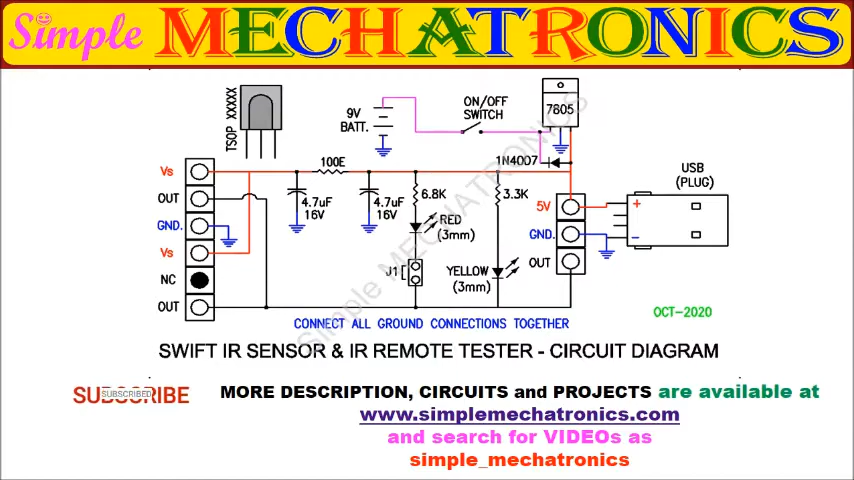 Simple MECHATRONICS
TSOP XXXXX
9V
BATT.
ON/OFF
SWITCH
7805
1N4007
100E
Vs
OUT
GND.
Vs
NC
OUT
4.7uF
16V
4.7uF
16V
6.8K
RED
(3mm)
J1
3.3K
YELLOW
(3mm)
5V
GND.
OUT
USB
(PLUG)
+
−
Simple MECHATRONICS
OCT-2020
CONNECT ALL GROUND CONNECTIONS TOGETHER
SWIFT IR SENSOR & IR REMOTE TESTER - CIRCUIT DIAGRAM
SUBSCRIBE
SUBSCRIBED
MORE DESCRIPTION, CIRCUITS and PROJECTS are available at
www.simplemechatronics.com
and search for VIDEOs as
simple_mechatronics